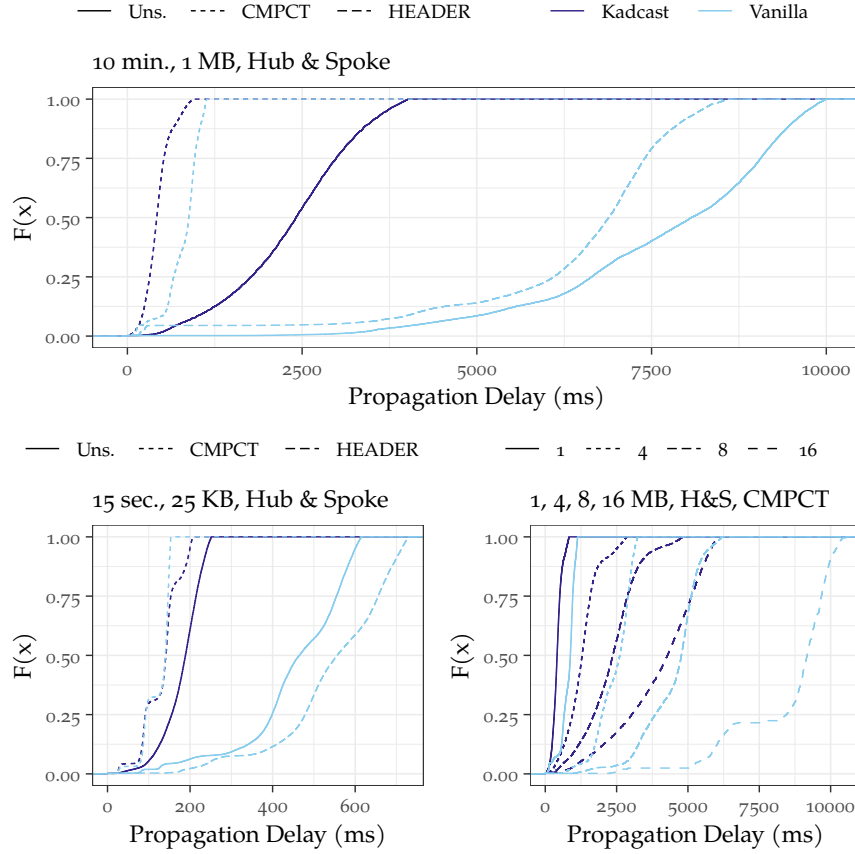 Uns. CMPCT HEADER Kadcast Vanilla
10 min., 1 MB, Hub & Spoke
1.00
0.75
0.50
0.25
0.00
F(x)
0 2500 5000 7500 10000
Propagation Delay (ms)
Uns. CMPCT HEADER
15 sec., 25 KB, Hub & Spoke
1.00
0.75
0.50
0.25
0.00
F(x)
0 200 400 600
Propagation Delay (ms)
1 4 8 16
1, 4, 8, 16 MB, H&S, CMPCT
1.00
0.75
0.50
0.25
0.00
F(x)
0 2500 5000 7500 10000
Propagation Delay (ms)